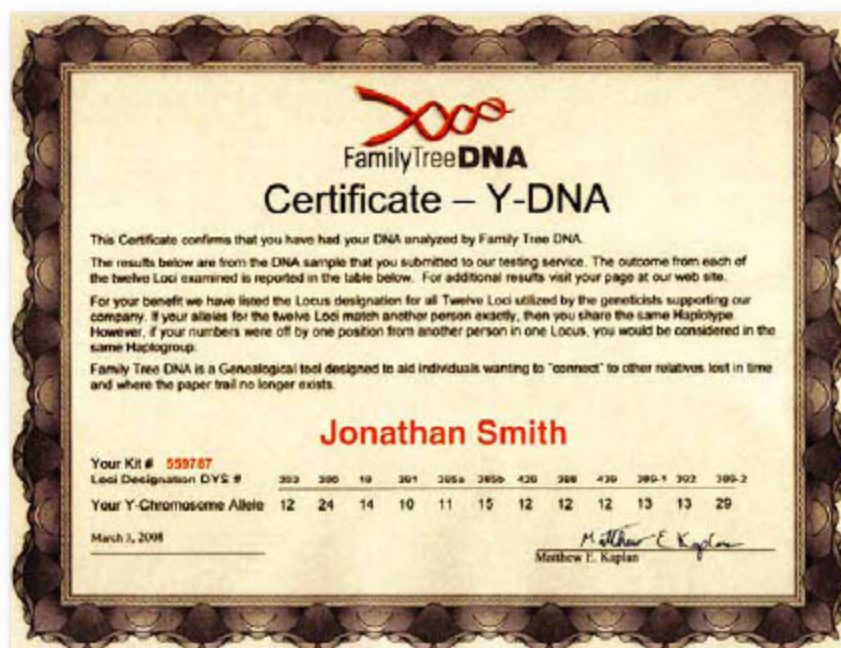 FamilyTreeDNA
Certificate – Y-DNA
This Certificate confirms that you have had your DNA analyzed by Family Tree DNA.
The results below are from the DNA sample that you submitted to our testing service. The outcome from each of
the twelve Loci examined is reported in the table below. For additional results visit your page at our web site.
For your benefit we have listed the Locus designation for all Twelve Loci utilized by the geneticists supporting our
company. If your alleles for the twelve Loci match another person exactly, then you share the same Haplotype.
However, if your numbers were off by one position from another person in one Locus, you would be considered in the
same Haplogroup.
Family Tree DNA is a Genealogical tool designed to aid individuals wanting to "connect" to other relatives lost in time
and where the paper trail no longer exists.
Jonathan Smith
Your Kit # 559787
Loci Designation DYS # 393 390 19 391 385a 385b 426 388 439 389-1 392 389-2
Your Y-Chromosome Allele 12 24 14 10 11 15 12 12 12 13 13 29
March 3, 2008
Matthew E Kaplan
Matthew E. Kaplan